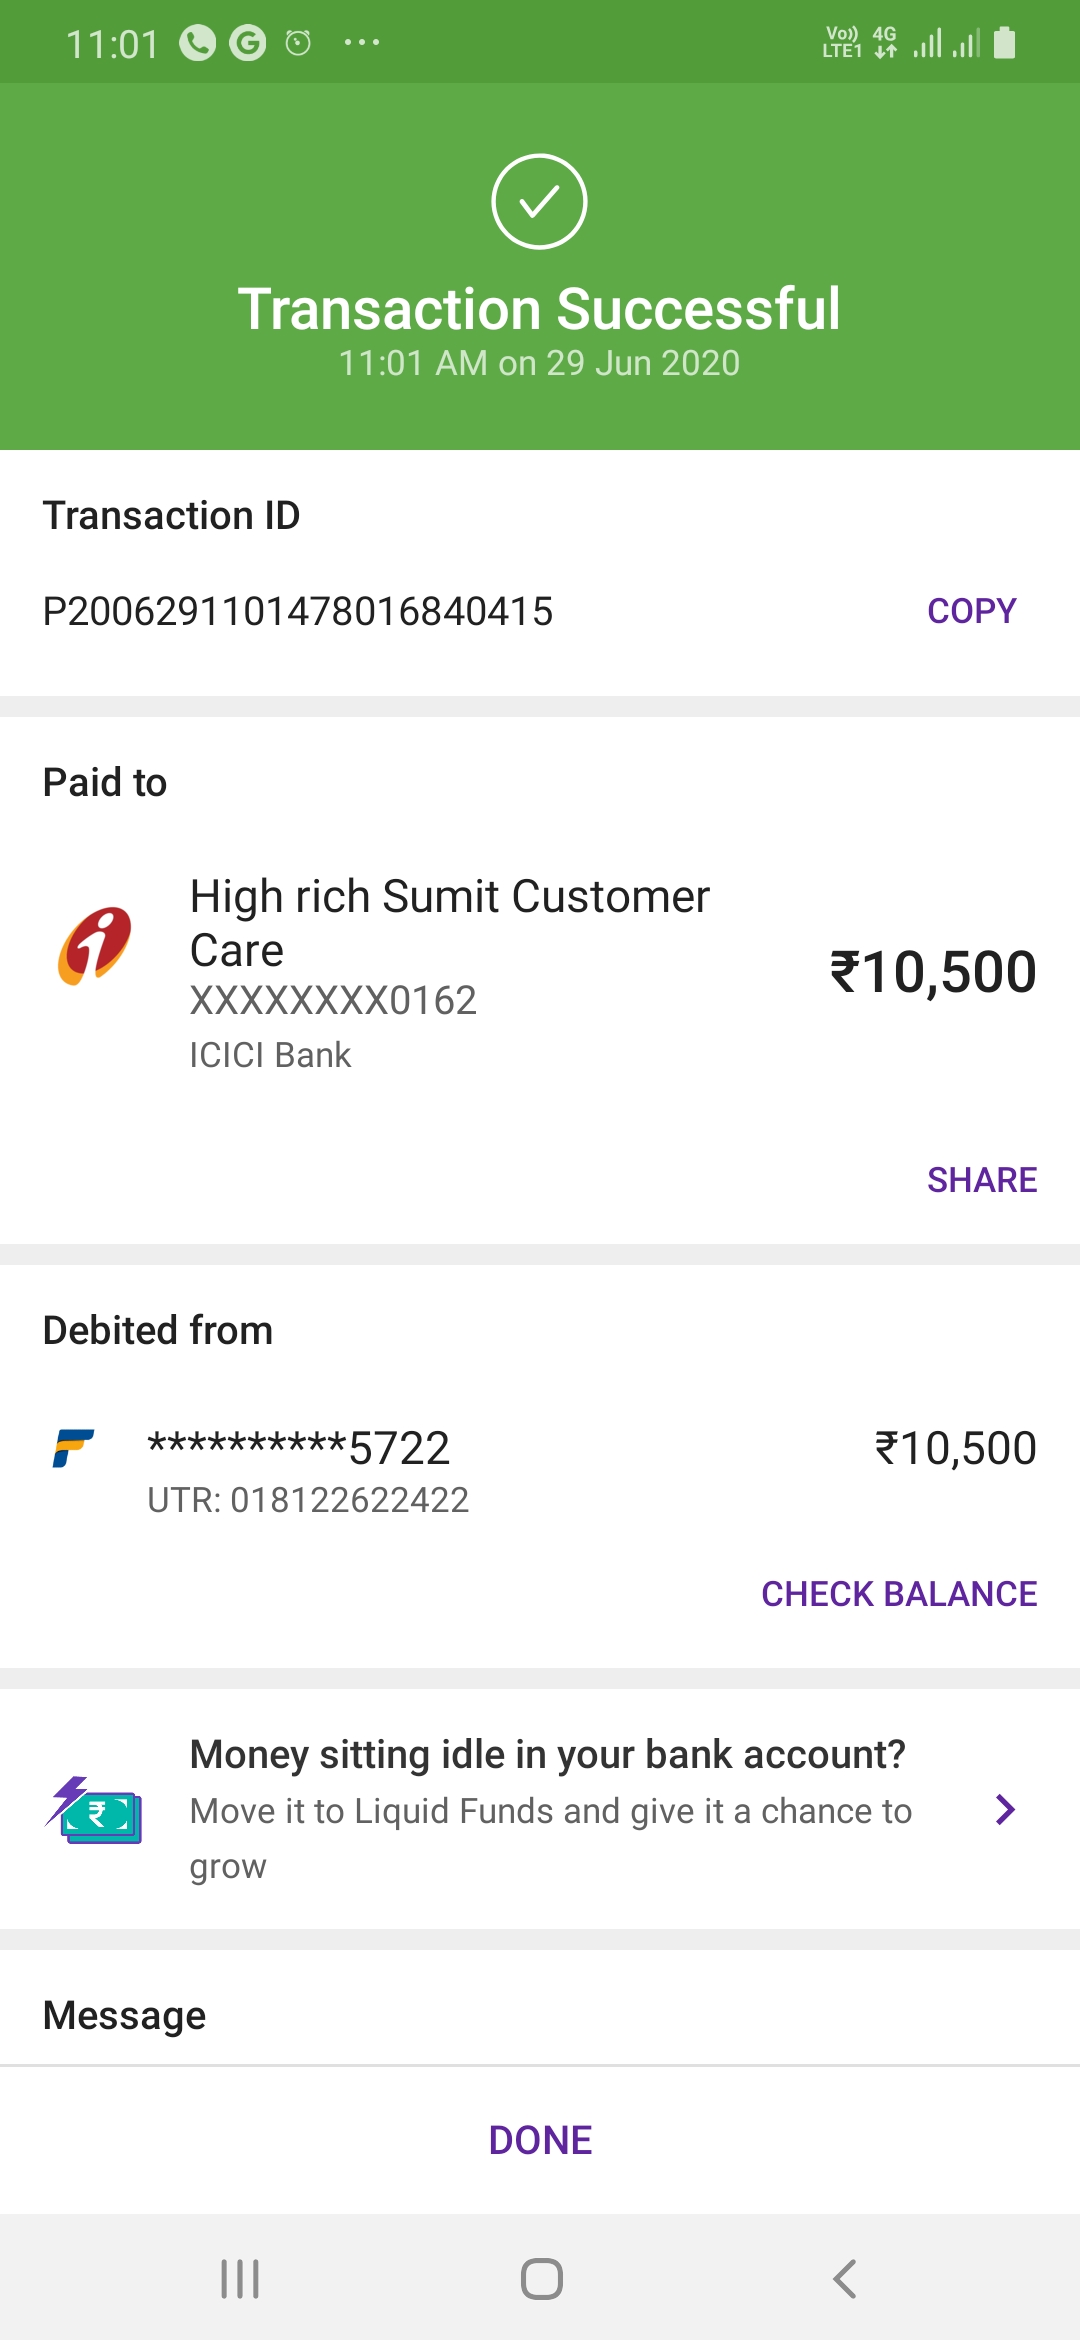 11:01
Vo)) 4G
LTE1
Transaction Successful
11:01 AM on 29 Jun 2020
Transaction ID
P2006291101478016840415 COPY
Paid to
High rich Sumit Customer
Care
XXXXXXXX0162
₹10,500
ICICI Bank
SHARE
Debited from
**********5722 ₹10,500
UTR: 018122622422
CHECK BALANCE
Money sitting idle in your bank account?
Move it to Liquid Funds and give it a chance to
grow
Message
DONE